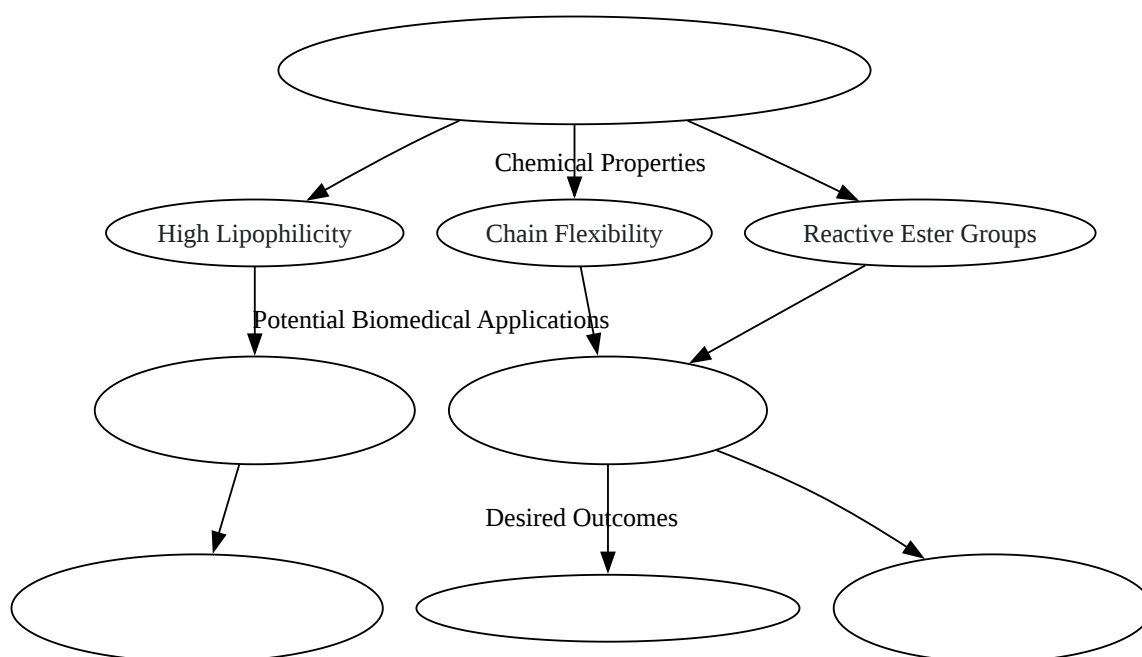 Chemical Properties
High Lipophilicity
Chain Flexibility
Reactive Ester Groups
Potential Biomedical Applications
Desired Outcomes